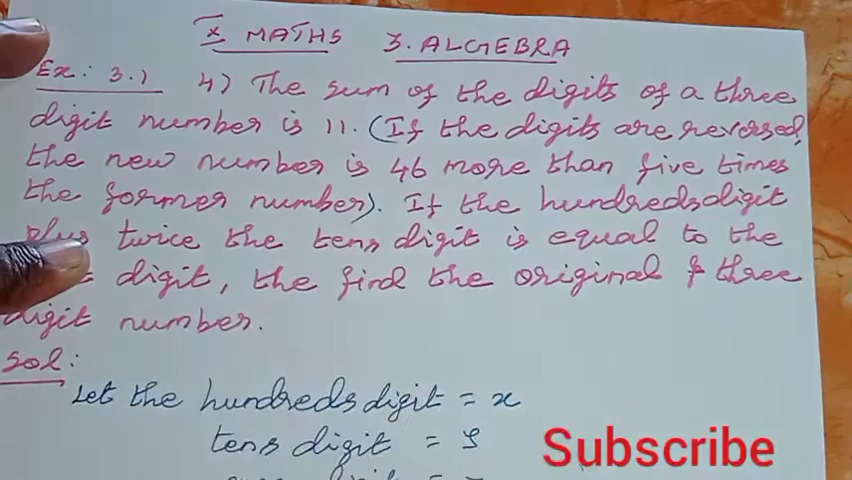 X MATHS 3. ALGEBRA
Ex: 3.1 4) The sum of the digits of a three
digit number is 11. (If the digits are reversed,
the new number is 46 more than five times
the former number). If the hundreds digit
plus twice the tens digit is equal to the
digit, the find the original three
digit number.
Sol:
Let the hundreds digit = x
tens digit = y
digit =
Subscribe